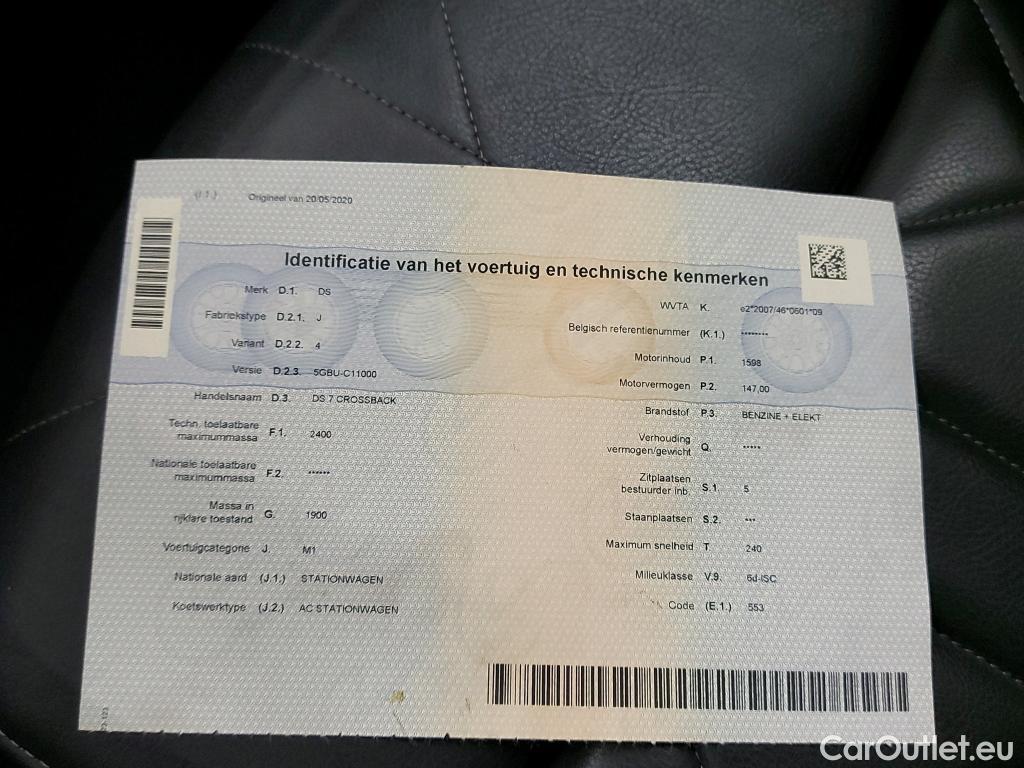 (I.1.) Origineel van 20/05/2020
Identificatie van het voertuig en technische kenmerken
Merk D.1. DS
Fabriekstype D.2.1. J
Variant D.2.2. 4
Versie D.2.3. 5GBU-C11000
Handelsnaam D.3. DS 7 CROSSBACK
Techn. toelaatbare
maximummassa F.1. 2400
Nationale toelaatbare
maximummassa F.2. ******
Massa in
rijklare toestand G. 1900
Voertuigcategorie J. M1
Nationale aard (J.1.) STATIONWAGEN
Koetswerktype (J.2.) AC STATIONWAGEN
WVTA K. e2*2007/46*0601*09
Belgisch referentienummer (K.1.) ********
Motorinhoud P.1. 1598
Motorvermogen P.2. 147,00
Brandstof P.3. BENZINE + ELEKT
Verhouding
vermogen/gewicht Q. *****
Zitplaatsen
bestuurder inb. S.1. 5
Staanplaatsen S.2. ***
Maximum snelheid T. 240
Milieuklasse V.9. 6d-ISC
Code (E.1.) 553
CarOutlet.eu